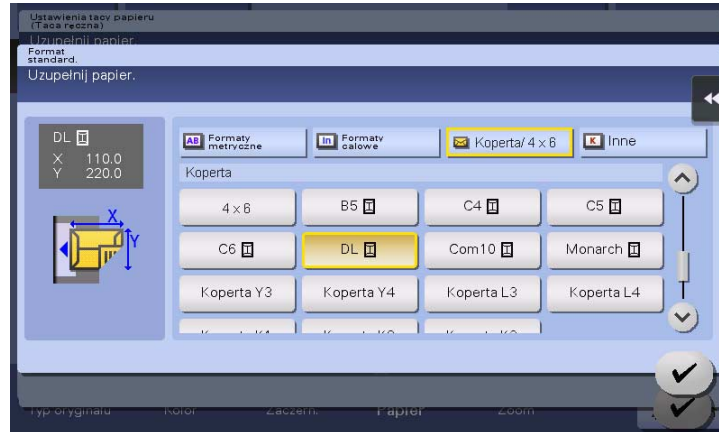 Ustawienia tacy papieru
(Taca ręczna)
Uzupełnij papier.
Format
standard.
Uzupełnij papier.
DL
X 110.0
Y 220.0
AB Formaty
metryczne
In Formaty
calowe
Koperta/ 4 × 6
K Inne
Koperta
4 × 6
B5
C4
C5
C6
DL
Com10
Monarch
Koperta Y3
Koperta Y4
Koperta L3
Koperta L4
X
Y
Typ oryginału
Kolor
Zaczern.
Papier
Zoom